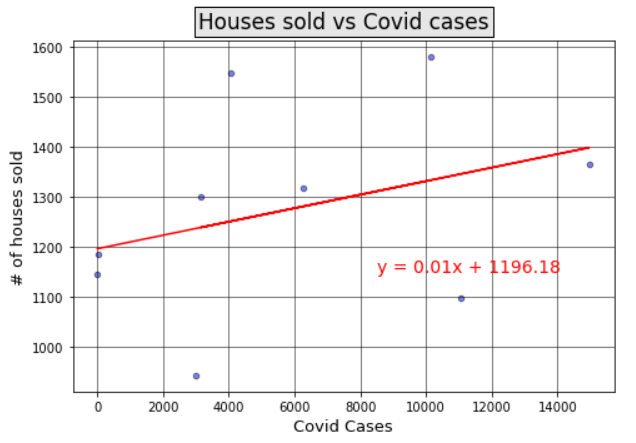 Houses sold vs Covid cases
1600
1500
1400
1300
1200
1100
1000
# of houses sold
y = 0.01x + 1196.18
0 2000 4000 6000 8000 10000 12000 14000
Covid Cases